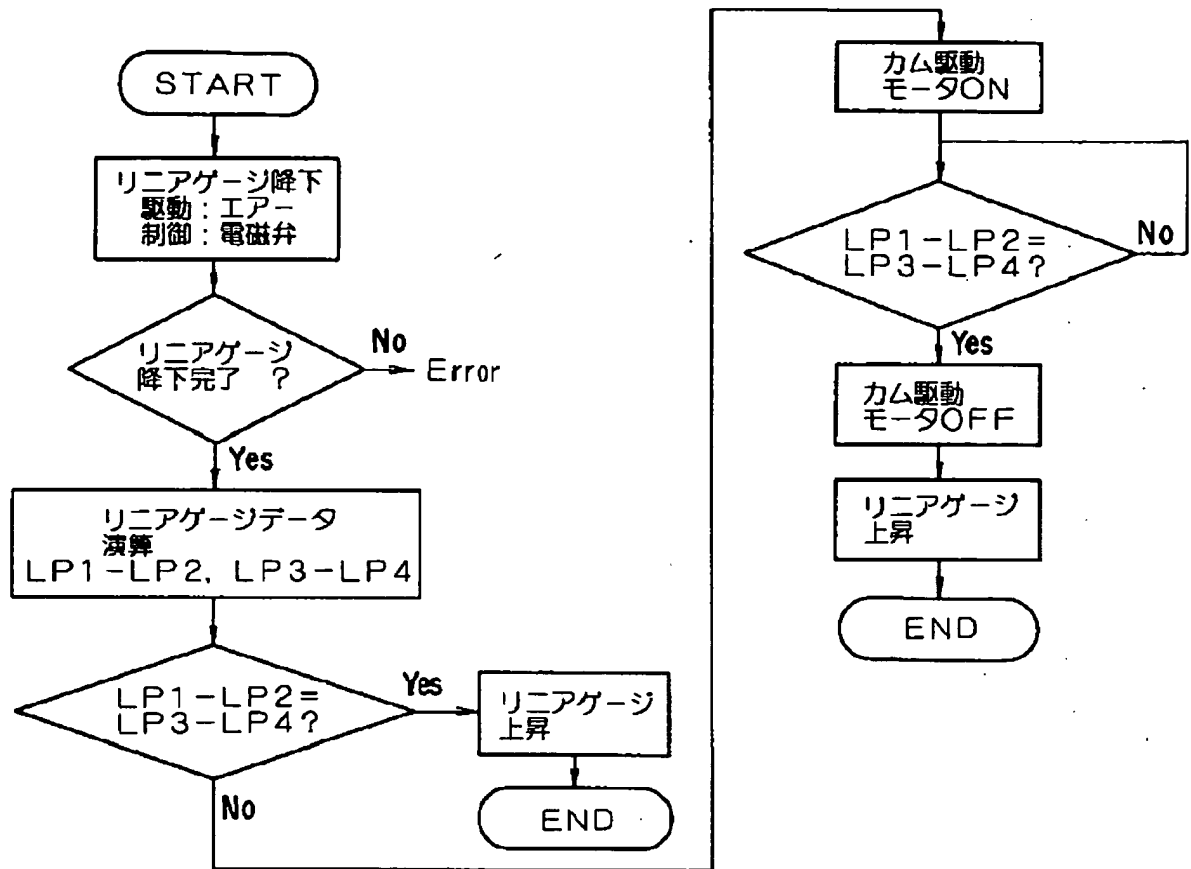 START
リニアゲージ降下
駆動：エアー
制御：電磁弁
リニアゲージ
降下完了 ?
No
Error
Yes
リニアゲージデータ
演算
LP1-LP2, LP3-LP4
LP1-LP2=
LP3-LP4?
Yes
リニアゲージ
上昇
END
No
カム駆動
モータON
LP1-LP2=
LP3-LP4?
No
Yes
カム駆動
モータOFF
リニアゲージ
上昇
END